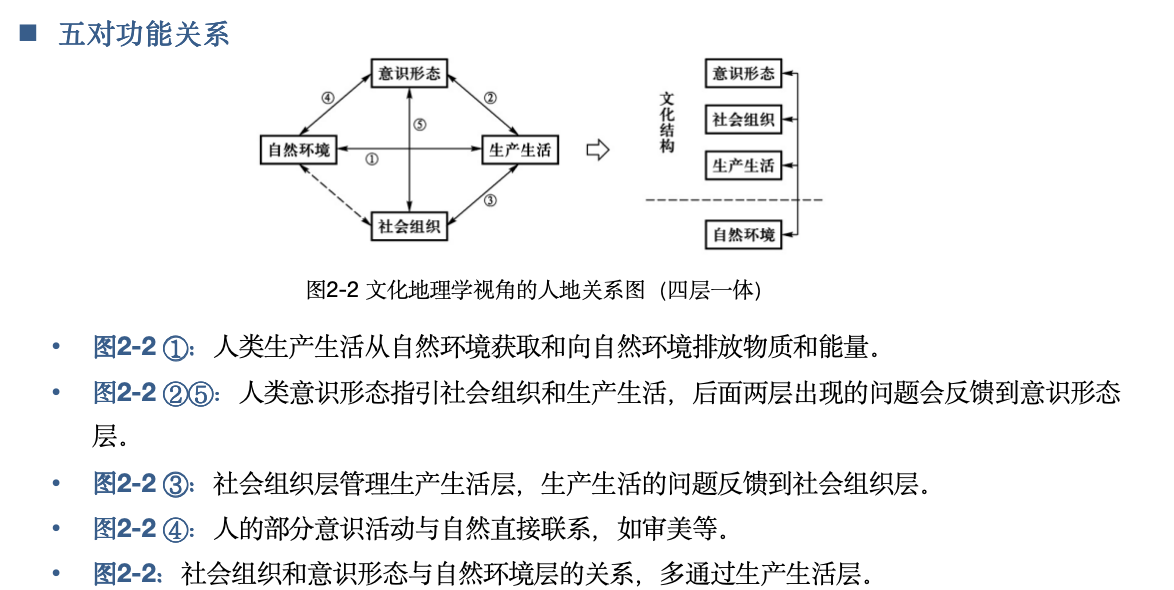 ■ 五对功能关系
意识形态
④
②
⑤
自然环境
①
生产生活
③
社会组织
文化结构
意识形态
社会组织
生产生活
自然环境
图2-2 文化地理学视角的人地关系图（四层一体）
• 图2-2 ①：人类生产生活从自然环境获取和向自然环境排放物质和能量。
• 图2-2 ②⑤：人类意识形态指引社会组织和生产生活，后面两层出现的问题会反馈到意识形态
层。
• 图2-2 ③：社会组织层管理生产生活层，生产生活的问题反馈到社会组织层。
• 图2-2 ④：人的部分意识活动与自然直接联系，如审美等。
• 图2-2：社会组织和意识形态与自然环境层的关系，多通过生产生活层。